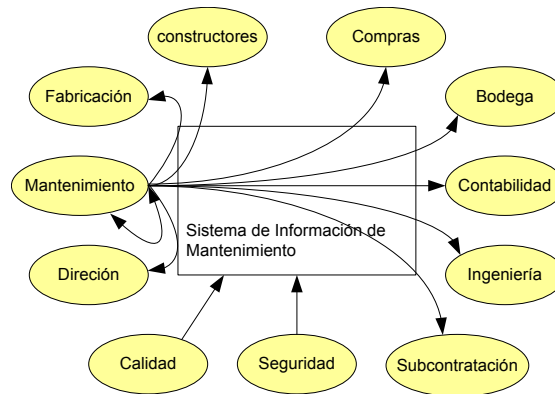 constructores
Compras
Fabricación
Bodega
Mantenimiento
Contabilidad
Sistema de Información de
Mantenimiento
Direción
Ingeniería
Calidad
Seguridad
Subcontratación